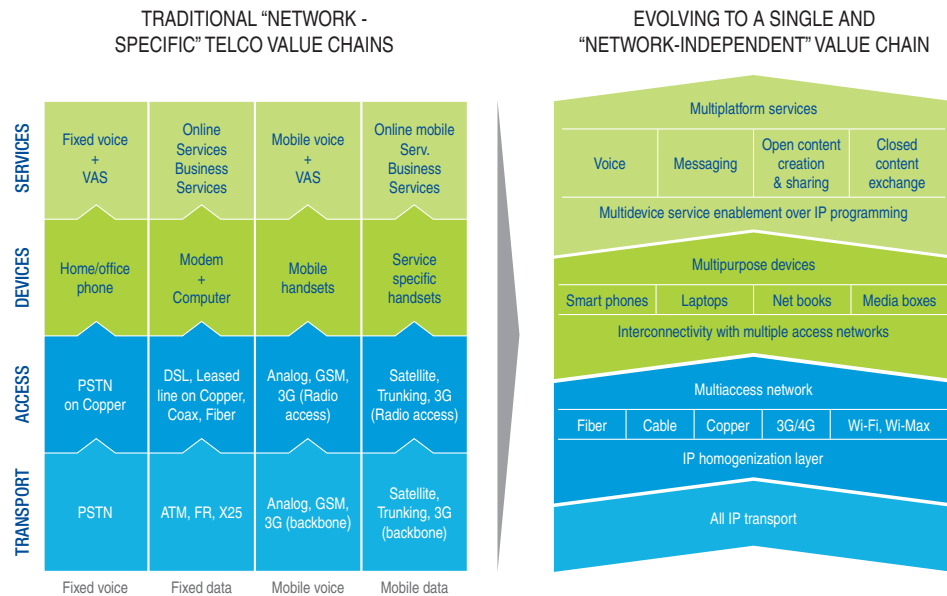 TRADITIONAL “NETWORK -
SPECIFIC” TELCO VALUE CHAINS
SERVICES
Fixed voice
+
VAS
Online
Services
Business
Services
Mobile voice
+
VAS
Online mobile
Serv.
Business
Services
DEVICES
Home/office
phone
Modem
+
Computer
Mobile
handsets
Service
specific
handsets
ACCESS
PSTN
on Copper
DSL, Leased
line on Copper,
Coax, Fiber
Analog, GSM,
3G (Radio
access)
Satellite,
Trunking, 3G
(Radio access)
TRANSPORT
PSTN
ATM, FR, X25
Analog, GSM,
3G (backbone)
Satellite,
Trunking, 3G
(backbone)
Fixed voice
Fixed data
Mobile voice
Mobile data
EVOLVING TO A SINGLE AND
“NETWORK-INDEPENDENT” VALUE CHAIN
Multiplatform services
Voice
Messaging
Open content
creation
& sharing
Closed
content
exchange
Multidevice service enablement over IP programming
Multipurpose devices
Smart phones
Laptops
Net books
Media boxes
Interconnectivity with multiple access networks
Multiaccess network
Fiber
Cable
Copper
3G/4G
Wi-Fi, Wi-Max
IP homogenization layer
All IP transport